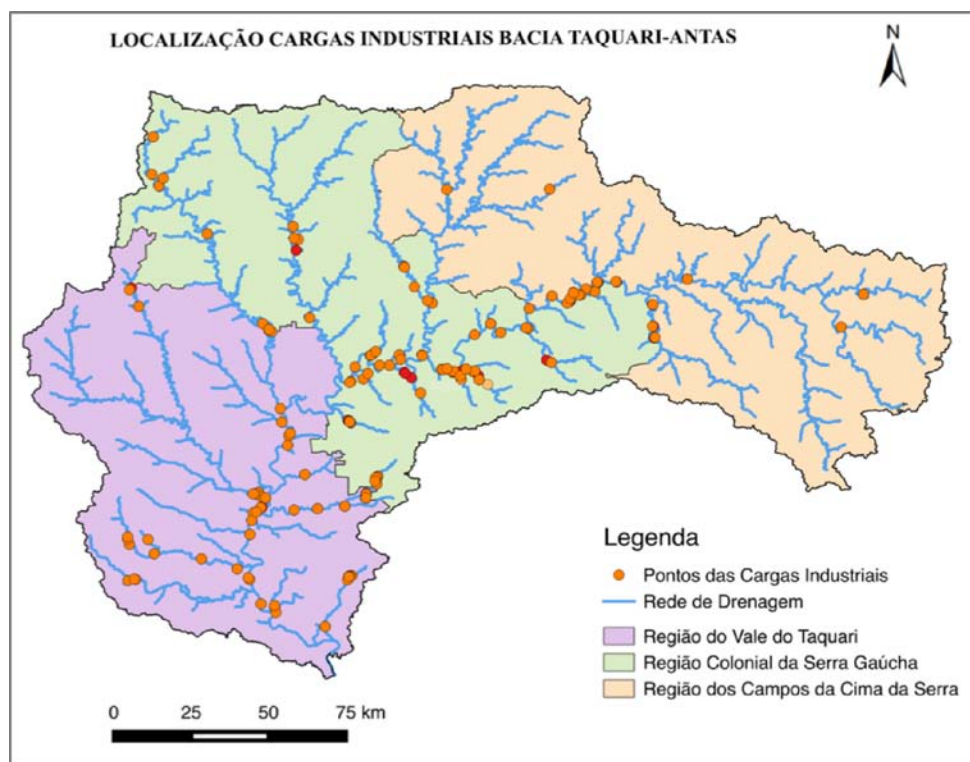 LOCALIZAÇÃO CARGAS INDUSTRIAIS BACIA TAQUARI-ANTAS
N
Legenda
Pontos das Cargas Industriais
Rede de Drenagem
Região do Vale do Taquari
Região Colonial da Serra Gaúcha
Região dos Campos da Cima da Serra
0 25 50 75 km